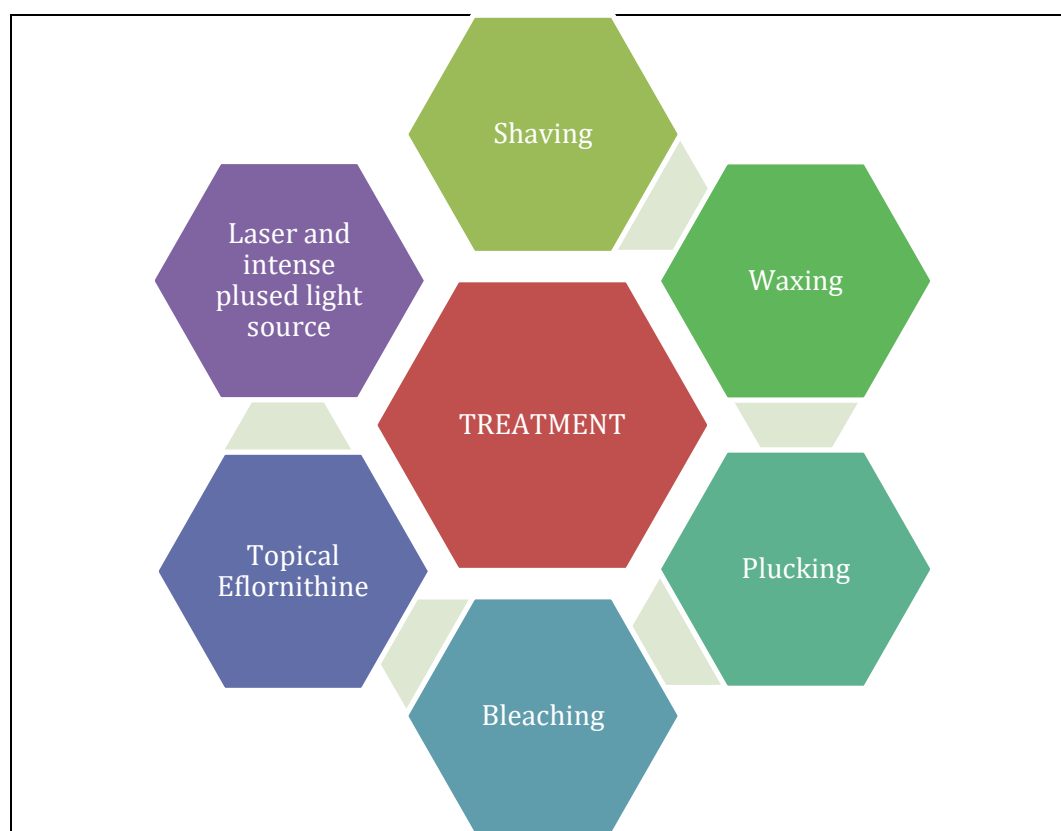 Shaving
Waxing
Plucking
Bleaching
Topical
Eflornithine
Laser and
intense
plused light
source
TREATMENT